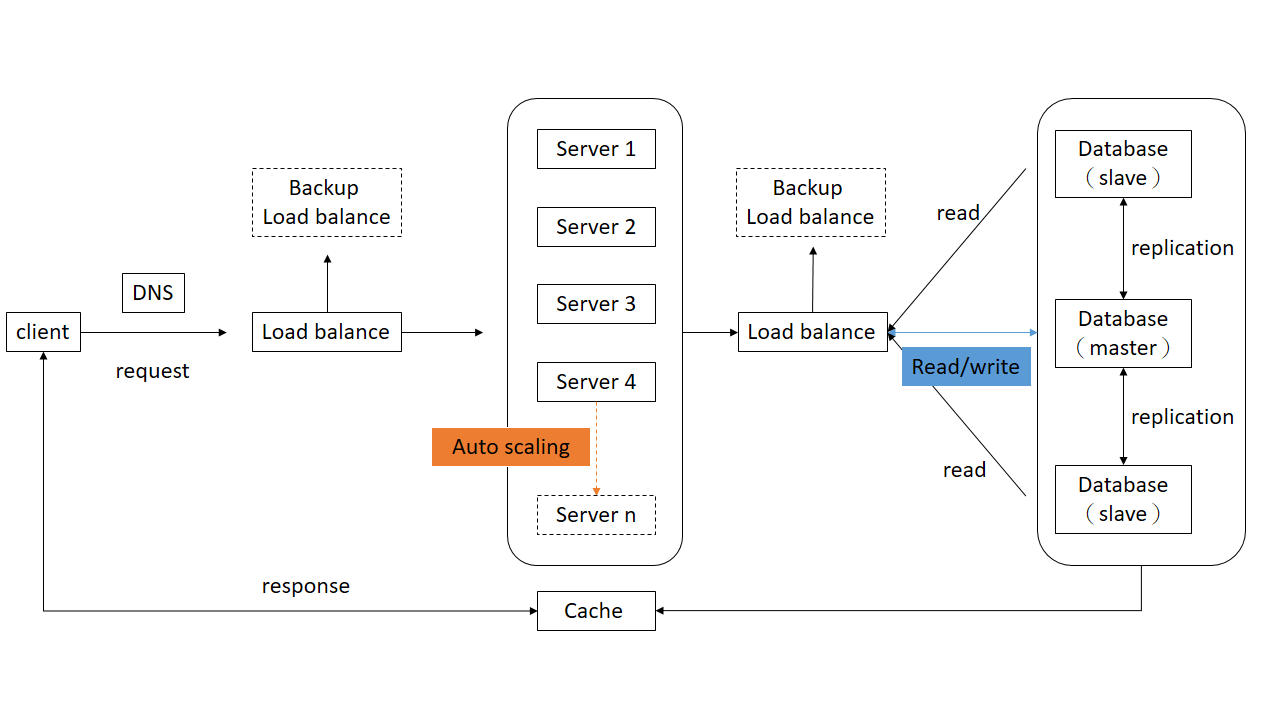 client
DNS
request
Backup
Load balance
Load balance
Server 1
Server 2
Server 3
Server 4
Auto scaling
Server n
Backup
Load balance
Load balance
read
Read/write
read
Database
（slave）
replication
Database
（master）
replication
Database
（slave）
response
Cache